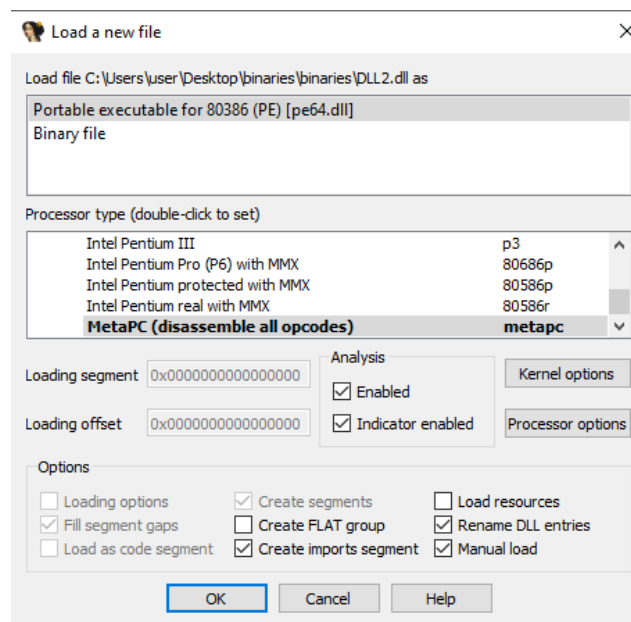 Load a new file
Load file C:\Users\user\Desktop\binaries\binaries\DLL2.dll as
Portable executable for 80386 (PE) [pe64.dll]
Binary file
Processor type (double-click to set)
Intel Pentium III p3
Intel Pentium Pro (P6) with MMX 80686p
Intel Pentium protected with MMX 80586p
Intel Pentium real with MMX 80586r
MetaPC (disassemble all opcodes) metapc
Loading segment 0x0000000000000000
Loading offset 0x0000000000000000
Analysis
Enabled
Indicator enabled
Kernel options
Processor options
Options
Loading options Create segments Load resources
Fill segment gaps Create FLAT group Rename DLL entries
Load as code segment Create imports segment Manual load
OK Cancel Help